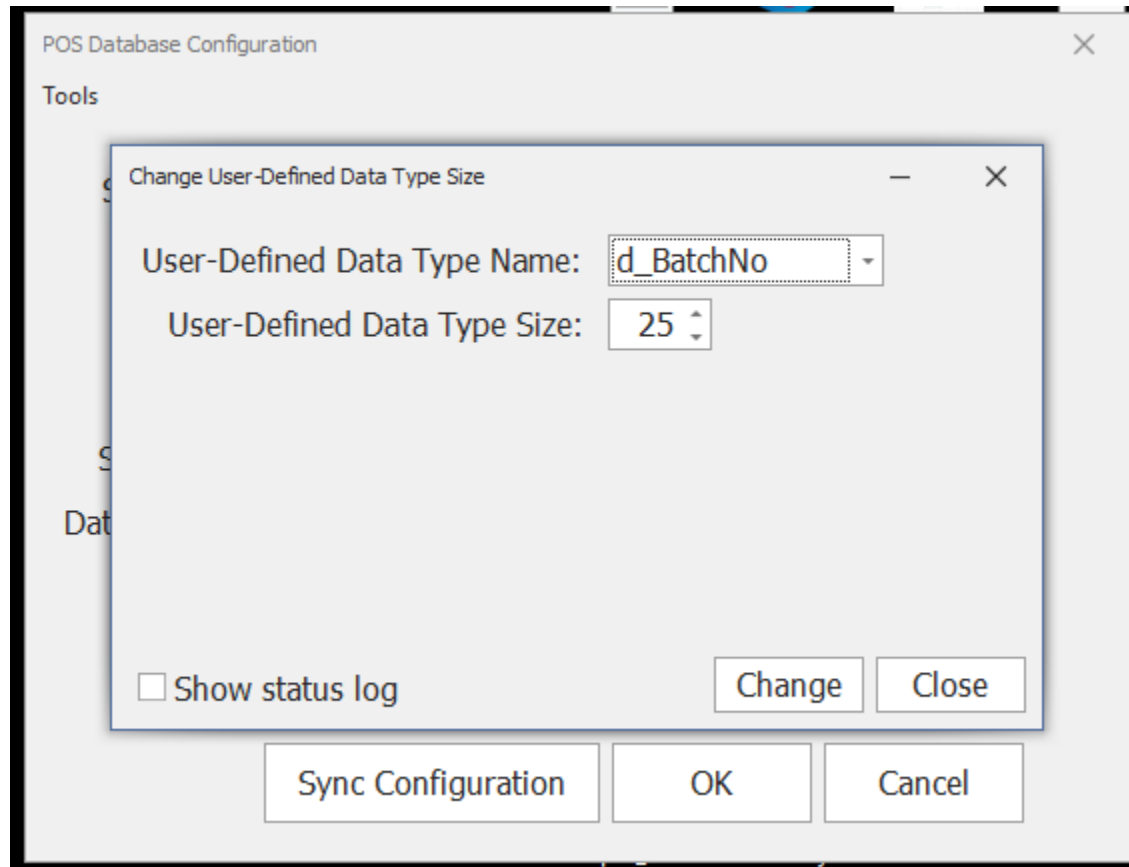 POS Database Configuration
Tools
Change User-Defined Data Type Size
User-Defined Data Type Name: d_BatchNo
User-Defined Data Type Size: 25
Dat
Show status log Change Close
Sync Configuration OK Cancel